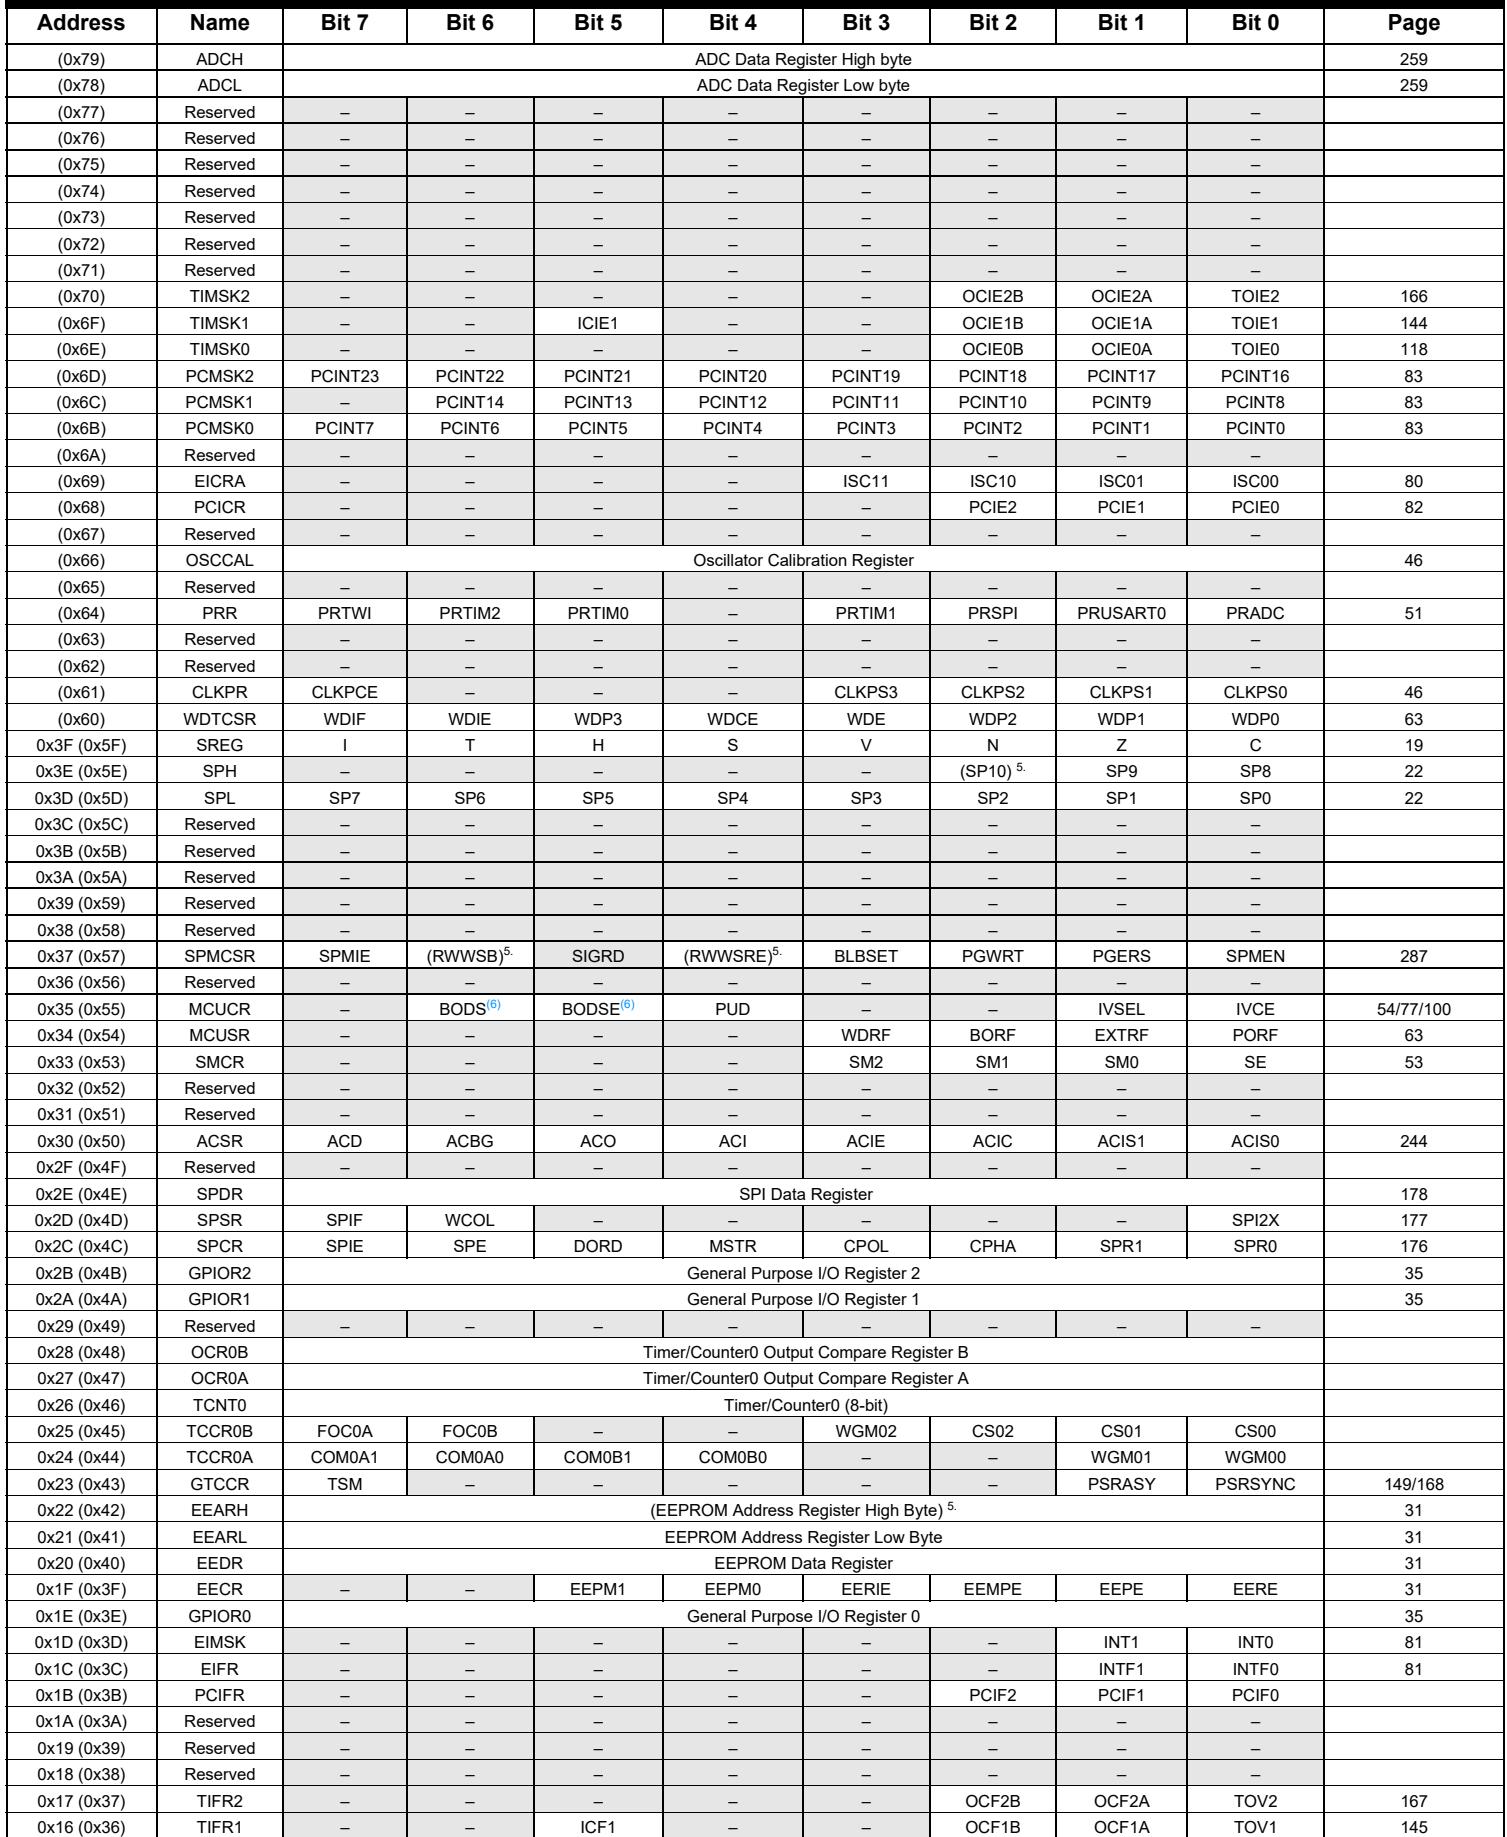 Address Name Bit 7 Bit 6 Bit 5 Bit 4 Bit 3 Bit 2 Bit 1 Bit 0 Page
(0x79) ADCH ADC Data Register High byte 259
(0x78) ADCL ADC Data Register Low byte 259
(0x77) Reserved – – – – – – – –
(0x76) Reserved – – – – – – – –
(0x75) Reserved – – – – – – – –
(0x74) Reserved – – – – – – – –
(0x73) Reserved – – – – – – – –
(0x72) Reserved – – – – – – – –
(0x71) Reserved – – – – – – – –
(0x70) TIMSK2 – – – – – OCIE2B OCIE2A TOIE2 166
(0x6F) TIMSK1 – – ICIE1 – – OCIE1B OCIE1A TOIE1 144
(0x6E) TIMSK0 – – – – – OCIE0B OCIE0A TOIE0 118
(0x6D) PCMSK2 PCINT23 PCINT22 PCINT21 PCINT20 PCINT19 PCINT18 PCINT17 PCINT16 83
(0x6C) PCMSK1 – PCINT14 PCINT13 PCINT12 PCINT11 PCINT10 PCINT9 PCINT8 83
(0x6B) PCMSK0 PCINT7 PCINT6 PCINT5 PCINT4 PCINT3 PCINT2 PCINT1 PCINT0 83
(0x6A) Reserved – – – – – – – –
(0x69) EICRA – – – – ISC11 ISC10 ISC01 ISC00 80
(0x68) PCICR – – – – – PCIE2 PCIE1 PCIE0 82
(0x67) Reserved – – – – – – – –
(0x66) OSCCAL Oscillator Calibration Register 46
(0x65) Reserved – – – – – – – –
(0x64) PRR PRTWI PRTIM2 PRTIM0 – PRTIM1 PRSPI PRUSART0 PRADC 51
(0x63) Reserved – – – – – – – –
(0x62) Reserved – – – – – – – –
(0x61) CLKPR CLKPCE – – – CLKPS3 CLKPS2 CLKPS1 CLKPS0 46
(0x60) WDTCSR WDIF WDIE WDP3 WDCE WDE WDP2 WDP1 WDP0 63
0x3F (0x5F) SREG I T H S V N Z C 19
0x3E (0x5E) SPH – – – – – (SP10) 5. SP9 SP8 22
0x3D (0x5D) SPL SP7 SP6 SP5 SP4 SP3 SP2 SP1 SP0 22
0x3C (0x5C) Reserved – – – – – – – –
0x3B (0x5B) Reserved – – – – – – – –
0x3A (0x5A) Reserved – – – – – – – –
0x39 (0x59) Reserved – – – – – – – –
0x38 (0x58) Reserved – – – – – – – –
0x37 (0x57) SPMCSR SPMIE (RWWSB)5. SIGRD (RWWSRE)5. BLBSET PGWRT PGERS SPMEN 287
0x36 (0x56) Reserved – – – – – – – –
0x35 (0x55) MCUCR – BODS(6) BODSE(6) PUD – – IVSEL IVCE 54/77/100
0x34 (0x54) MCUSR – – – – WDRF BORF EXTRF PORF 63
0x33 (0x53) SMCR – – – – SM2 SM1 SM0 SE 53
0x32 (0x52) Reserved – – – – – – – –
0x31 (0x51) Reserved – – – – – – – –
0x30 (0x50) ACSR ACD ACBG ACO ACI ACIE ACIC ACIS1 ACIS0 244
0x2F (0x4F) Reserved – – – – – – – –
0x2E (0x4E) SPDR SPI Data Register 178
0x2D (0x4D) SPSR SPIF WCOL – – – – – SPI2X 177
0x2C (0x4C) SPCR SPIE SPE DORD MSTR CPOL CPHA SPR1 SPR0 176
0x2B (0x4B) GPIOR2 General Purpose I/O Register 2 35
0x2A (0x4A) GPIOR1 General Purpose I/O Register 1 35
0x29 (0x49) Reserved – – – – – – – –
0x28 (0x48) OCR0B Timer/Counter0 Output Compare Register B
0x27 (0x47) OCR0A Timer/Counter0 Output Compare Register A
0x26 (0x46) TCNT0 Timer/Counter0 (8-bit)
0x25 (0x45) TCCR0B FOC0A FOC0B – – WGM02 CS02 CS01 CS00
0x24 (0x44) TCCR0A COM0A1 COM0A0 COM0B1 COM0B0 – – WGM01 WGM00
0x23 (0x43) GTCCR TSM – – – – – PSRASY PSRSYNC 149/168
0x22 (0x42) EEARH (EEPROM Address Register High Byte) 5. 31
0x21 (0x41) EEARL EEPROM Address Register Low Byte 31
0x20 (0x40) EEDR EEPROM Data Register 31
0x1F (0x3F) EECR – – EEPM1 EEPM0 EERIE EEMPE EEPE EERE 31
0x1E (0x3E) GPIOR0 General Purpose I/O Register 0 35
0x1D (0x3D) EIMSK – – – – – – INT1 INT0 81
0x1C (0x3C) EIFR – – – – – – INTF1 INTF0 81
0x1B (0x3B) PCIFR – – – – – PCIF2 PCIF1 PCIF0
0x1A (0x3A) Reserved – – – – – – – –
0x19 (0x39) Reserved – – – – – – – –
0x18 (0x38) Reserved – – – – – – – –
0x17 (0x37) TIFR2 – – – – – OCF2B OCF2A TOV2 167
0x16 (0x36) TIFR1 – – ICF1 – – OCF1B OCF1A TOV1 145